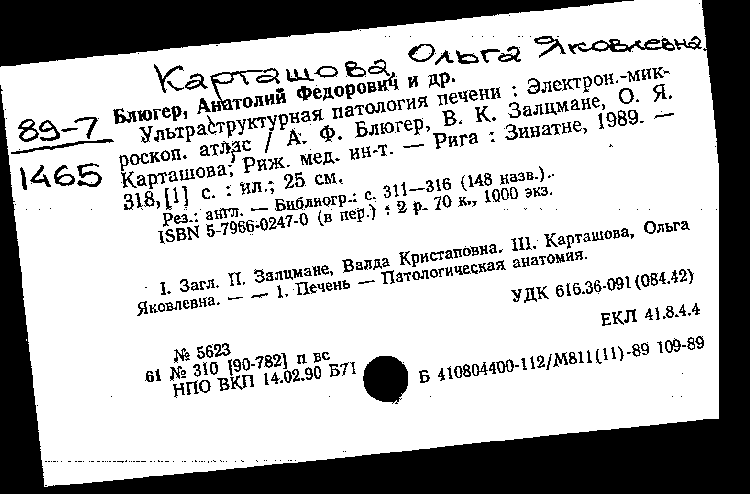 Карташова, Ольга Яковлевна.
89-7
1465
Блюгер, Анатолий Федорович и др.
Ультраструктурная патология печени : Электрон.-мик-
роскоп. атлас / А. Ф. Блюгер, В. К. Залцмане, О. Я.
Карташова; Риж. мед. ин-т. — Рига : Зинатне, 1989. —
318, [1] с. : ил.; 25 см.
Рез.: англ. — Библиогр.: с. 311—316 (148 назв.).
ISBN 5-7966-0247-0 (в пер.) : 2 р. 70 к., 1000 экз.
I. Загл. II. Залцмане, Валда Кристаповна. III. Карташова, Ольга
Яковлевна. — — 1. Печень — Патологическая анатомия.
УДК 616.36-091(084.42)
ЕКЛ 41.8.4.4
№ 5623
61 № 310 [90-782] п вс
НПО ВКП 14.02.90 Б71
Б 410804400-112/М811(11)-89 109-89